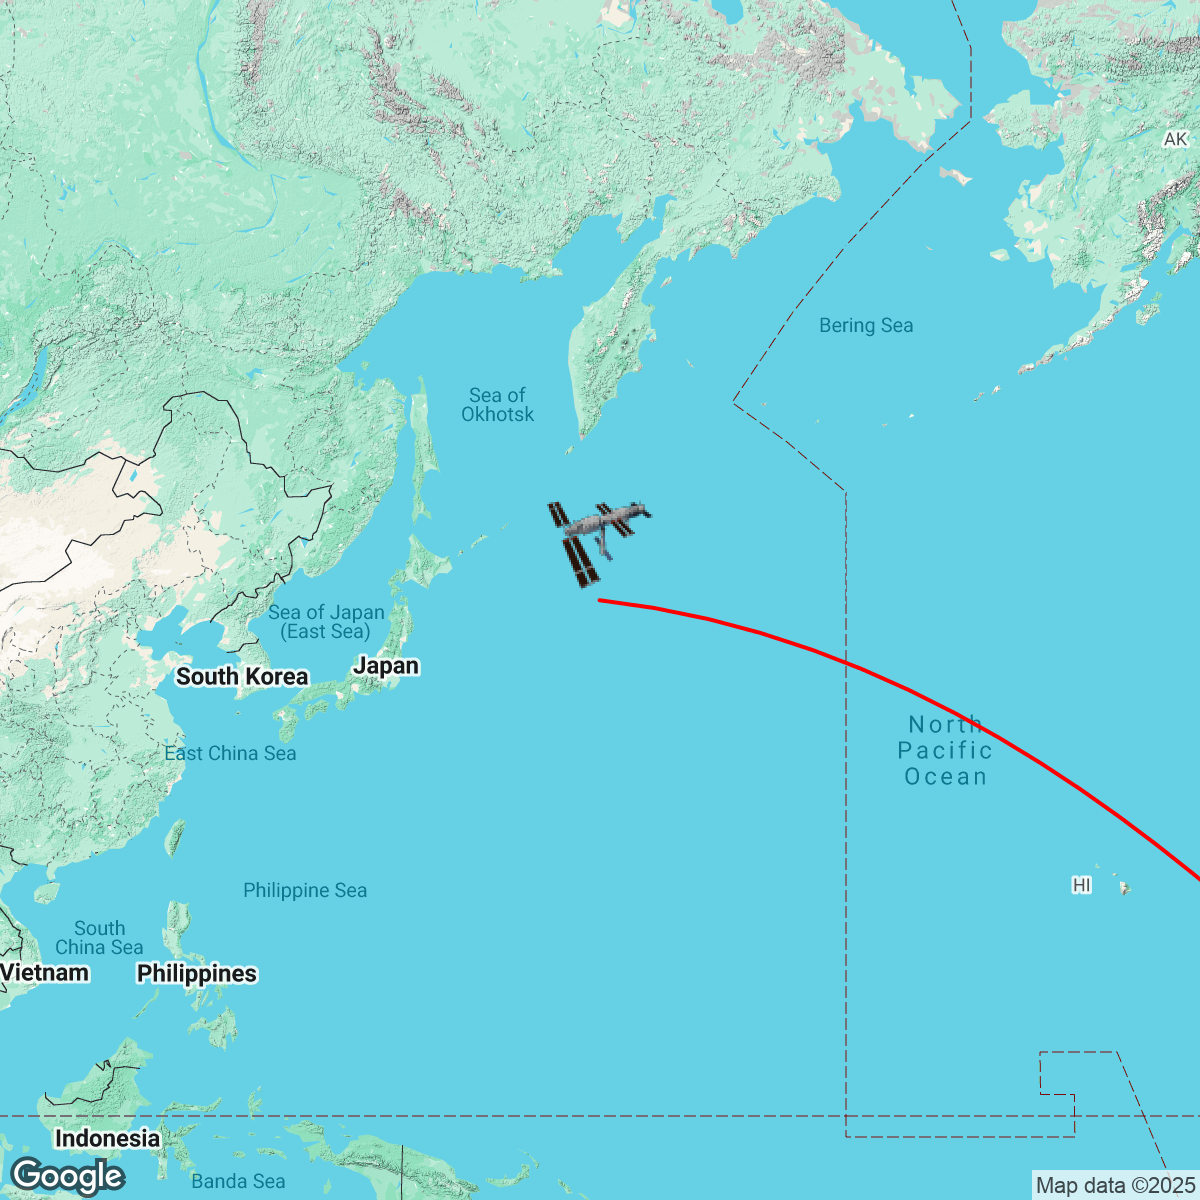 AK
Bering Sea
Sea of
Okhotsk
Sea of Japan
(East Sea)
Japan
South Korea
North
Pacific
Ocean
East China Sea
HI
Philippine Sea
South
China Sea
Vietnam
Philippines
Indonesia
Banda Sea
Google
Map data ©2025